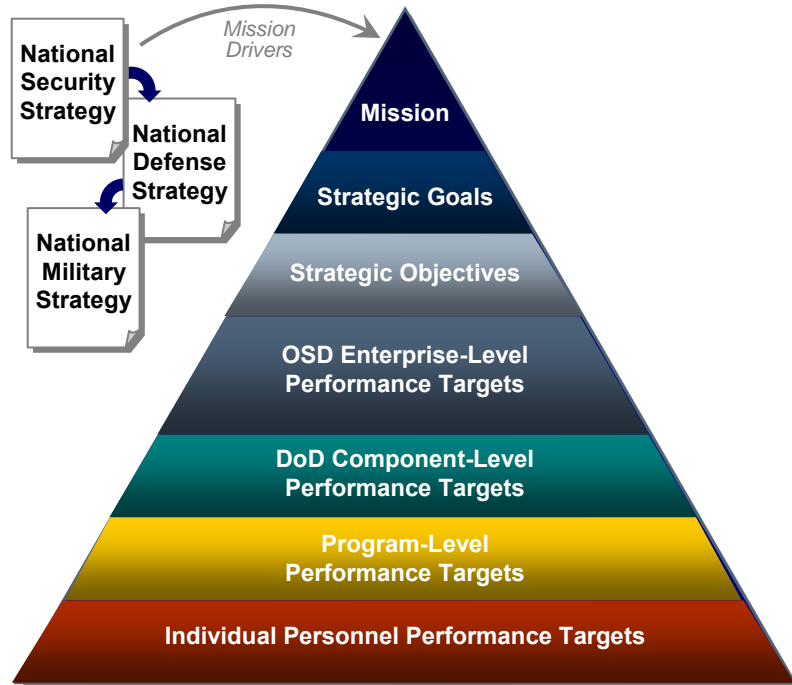 National
Security
Strategy
Mission
Drivers
National
Defense
Strategy
National
Military
Strategy
Mission
Strategic Goals
Strategic Objectives
OSD Enterprise-Level
Performance Targets
DoD Component-Level
Performance Targets
Program-Level
Performance Targets
Individual Personnel Performance Targets